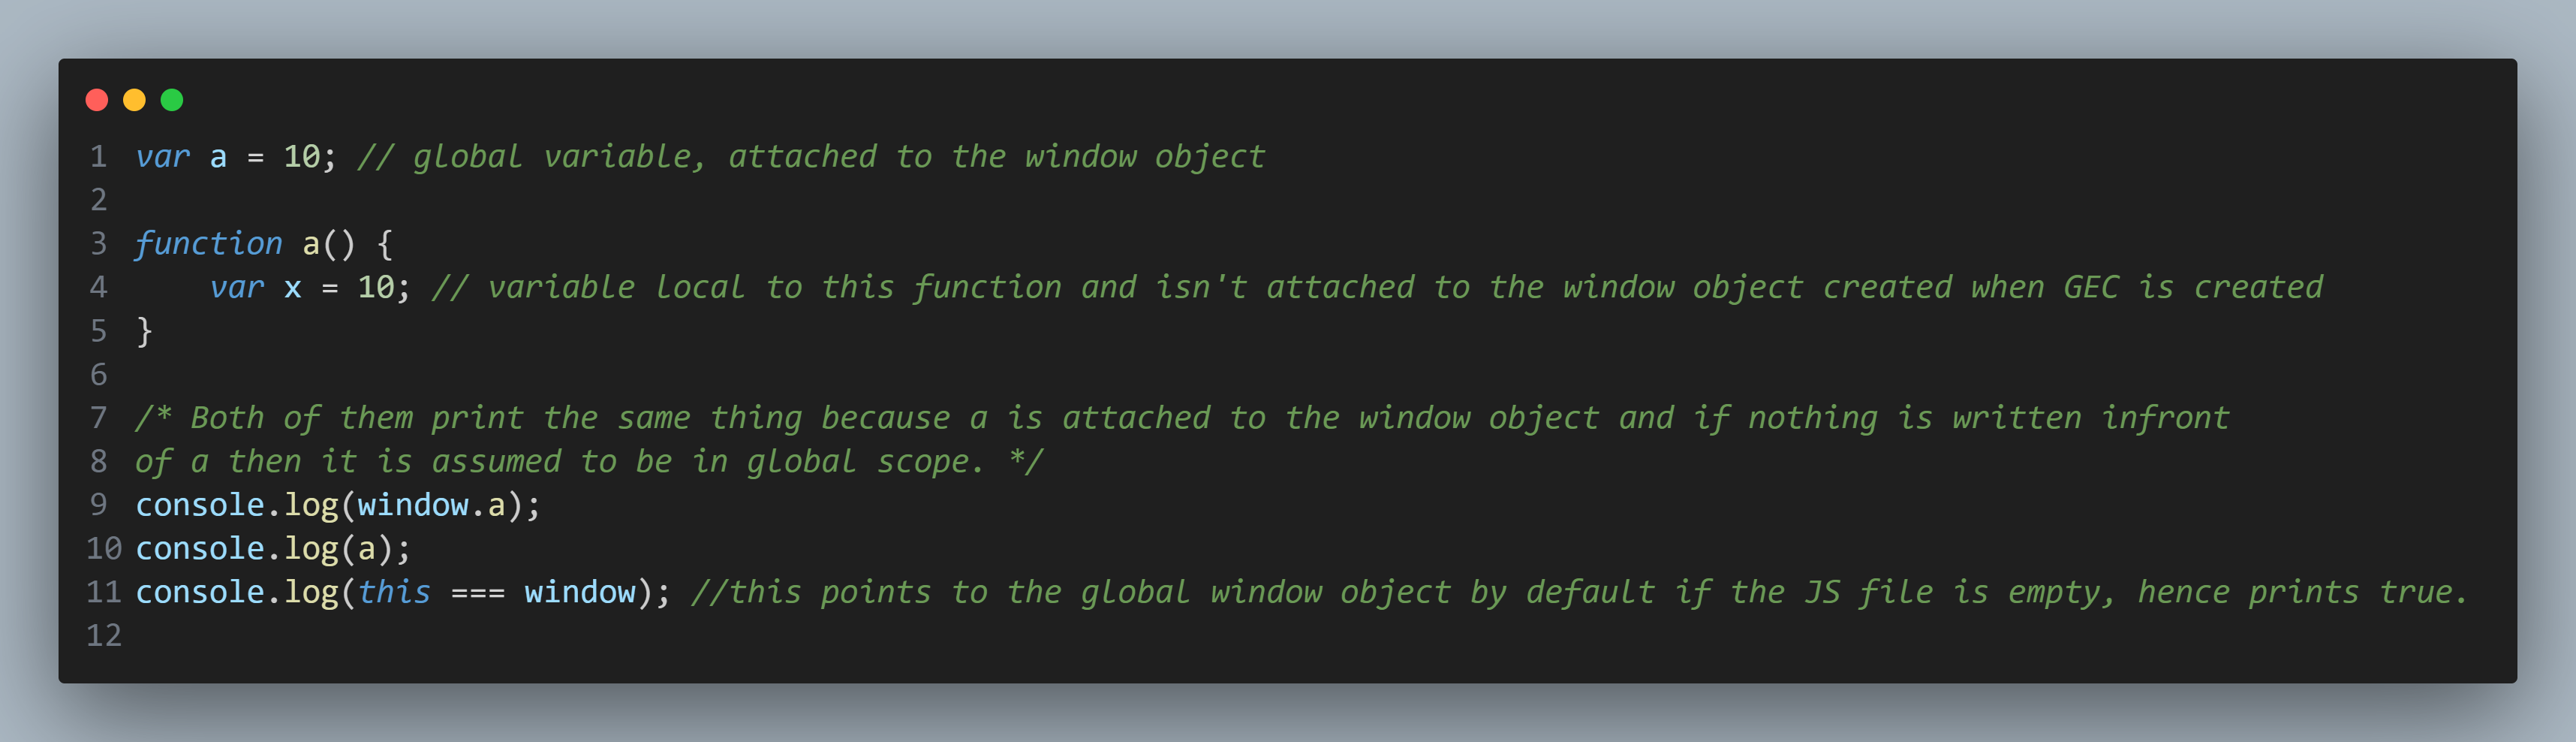 1 var a = 10; // global variable, attached to the window object
2
3 function a() {
4     var x = 10; // variable local to this function and isn't attached to the window object created when GEC is created
5 }
6
7 /* Both of them print the same thing because a is attached to the window object and if nothing is written infront
8 of a then it is assumed to be in global scope. */
9 console.log(window.a);
10 console.log(a);
11 console.log(this === window); //this points to the global window object by default if the JS file is empty, hence prints true.
12